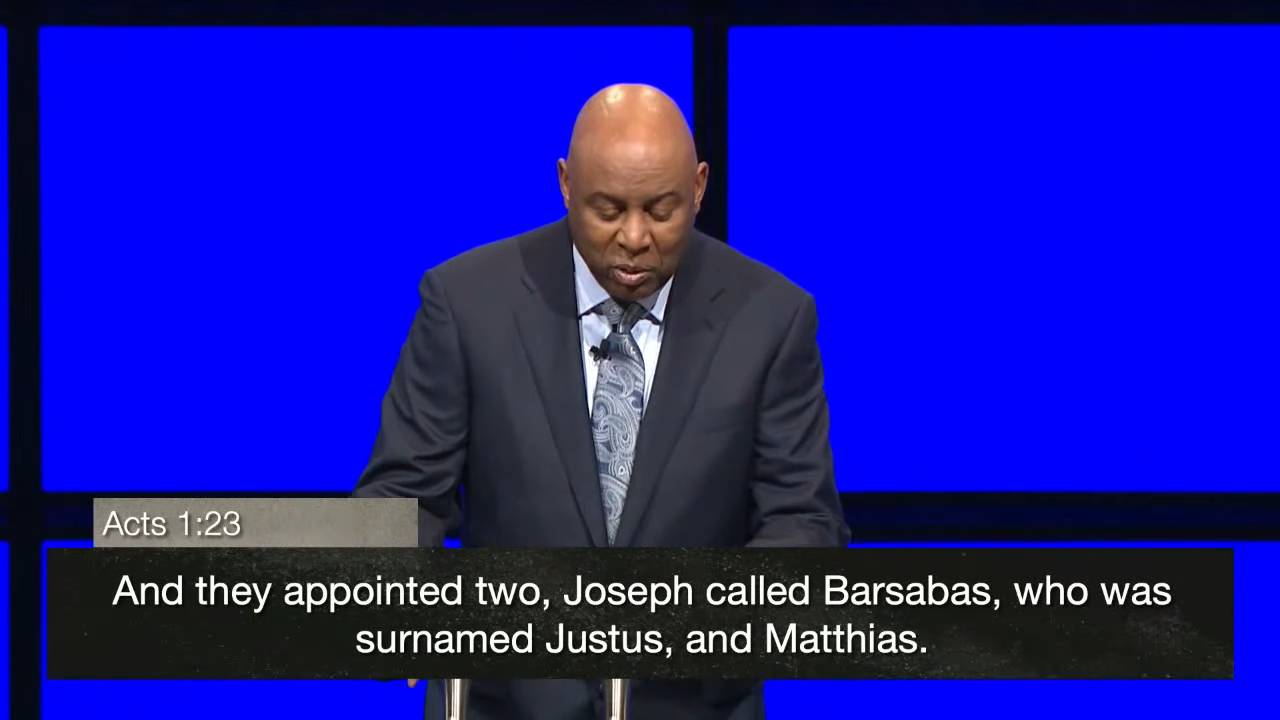 Acts 1:23
And they appointed two, Joseph called Barsabas, who was
surnamed Justus, and Matthias.